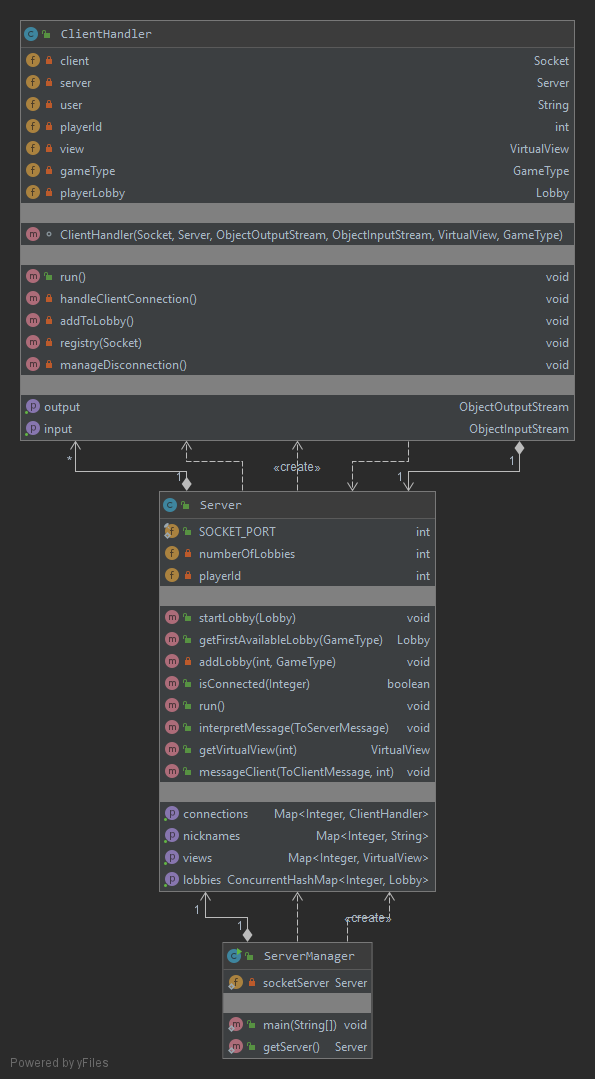 ClientHandler
client Socket
server Server
user String
playerId int
view VirtualView
gameType GameType
playerLobby Lobby
ClientHandler(Socket, Server, ObjectOutputStream, ObjectInputStream, VirtualView, GameType)
run() void
handleClientConnection() void
addToLobby() void
registry(Socket) void
manageDisconnection() void
output ObjectOutputStream
input ObjectInputStream
* 1 «create» 1 1
Server
SOCKET_PORT int
numberOfLobbies int
playerId int
startLobby(Lobby) void
getFirstAvailableLobby(GameType) Lobby
addLobby(int, GameType) void
isConnected(Integer) boolean
run() void
interpretMessage(ToServerMessage) void
getVirtualView(int) VirtualView
messageClient(ToClientMessage, int) void
connections Map<Integer, ClientHandler>
nicknames Map<Integer, String>
views Map<Integer, VirtualView>
lobbies ConcurrentHashMap<Integer, Lobby>
1 1 «create»
ServerManager
socketServer Server
main(String[]) void
getServer() Server
Powered by yFiles